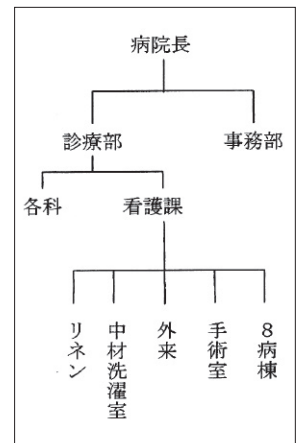 病院長
診療部 事務部
各科 看護課
リネン
中材洗濯室
外来
手術室
8病棟